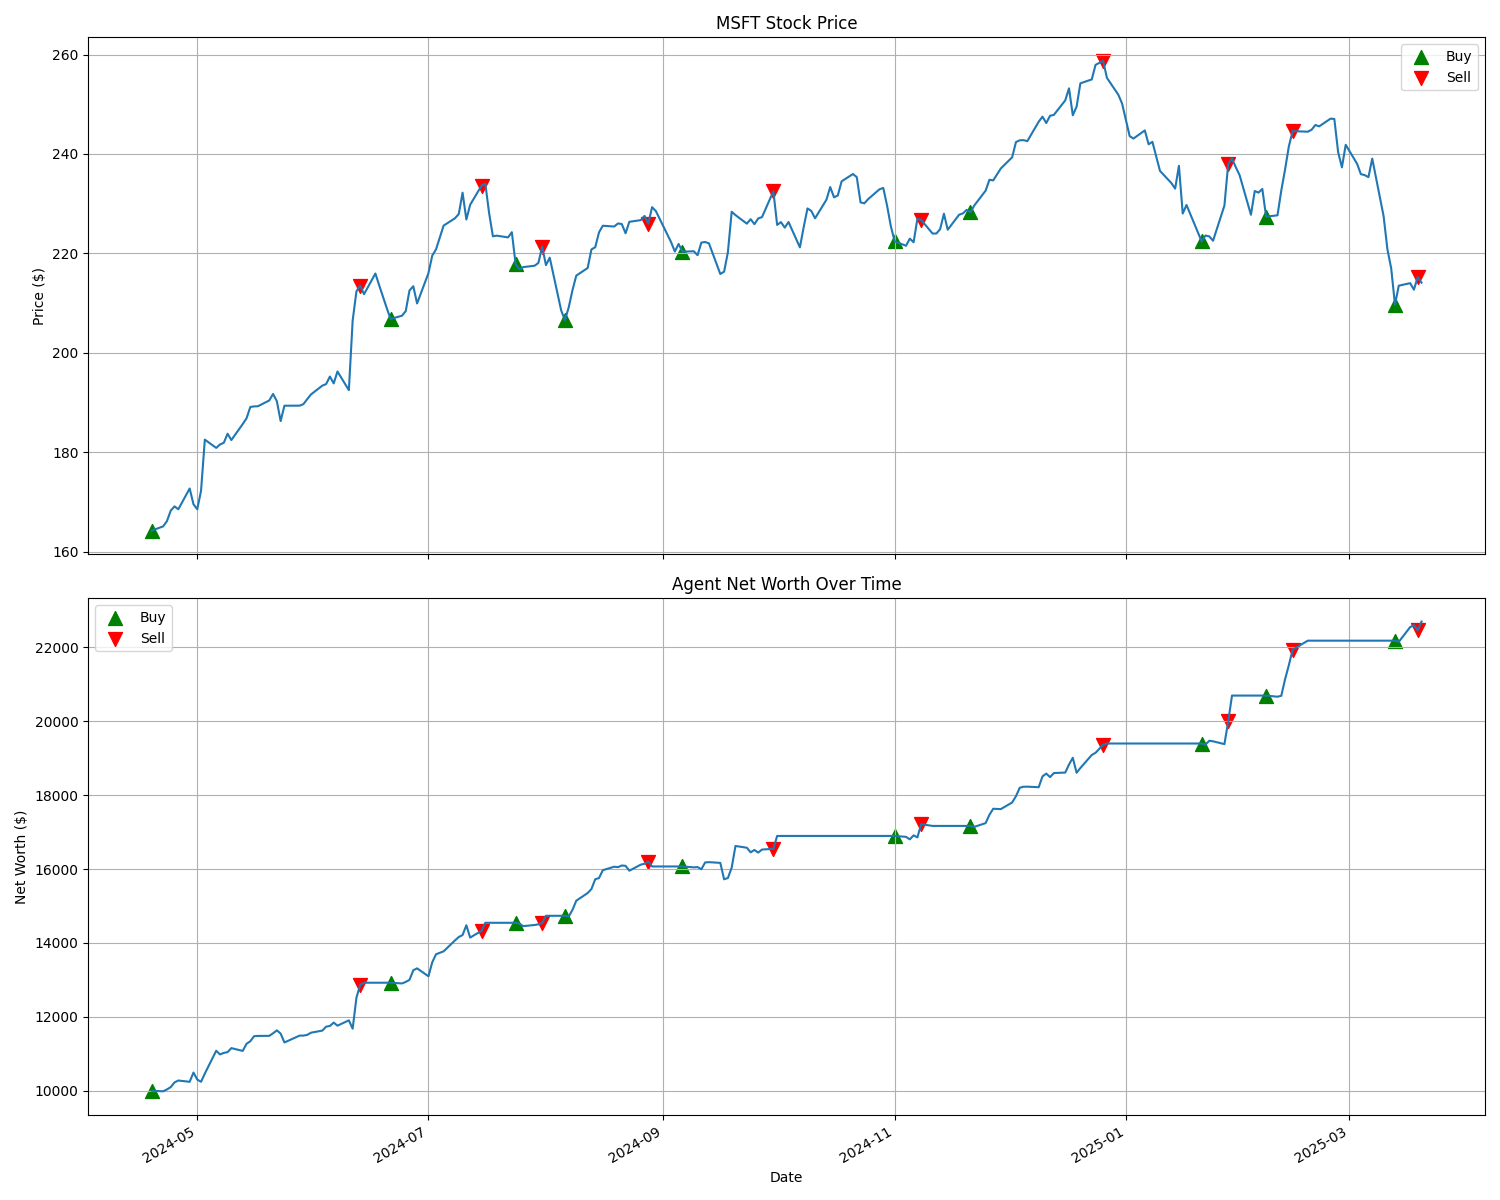 MSFT Stock Price
Price ($)
260
240
220
200
180
160
Buy
Sell
Agent Net Worth Over Time
Net Worth ($)
22000
20000
18000
16000
14000
12000
10000
Buy
Sell
2024-05
2024-07
2024-09
2024-11
2025-01
2025-03
Date